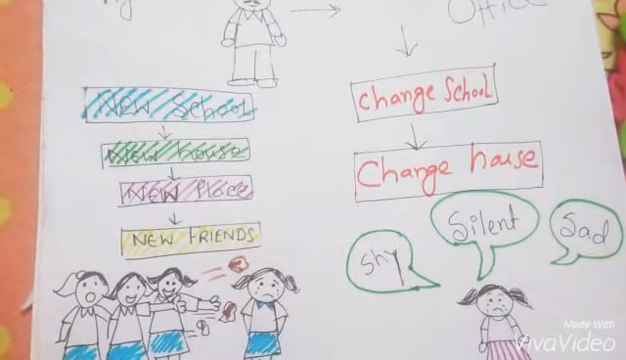 Office
New School
New house
New Place
NEW FRIENDS
Change School
Change house
Shy
Silent
Sad
Made With
VivaVideo